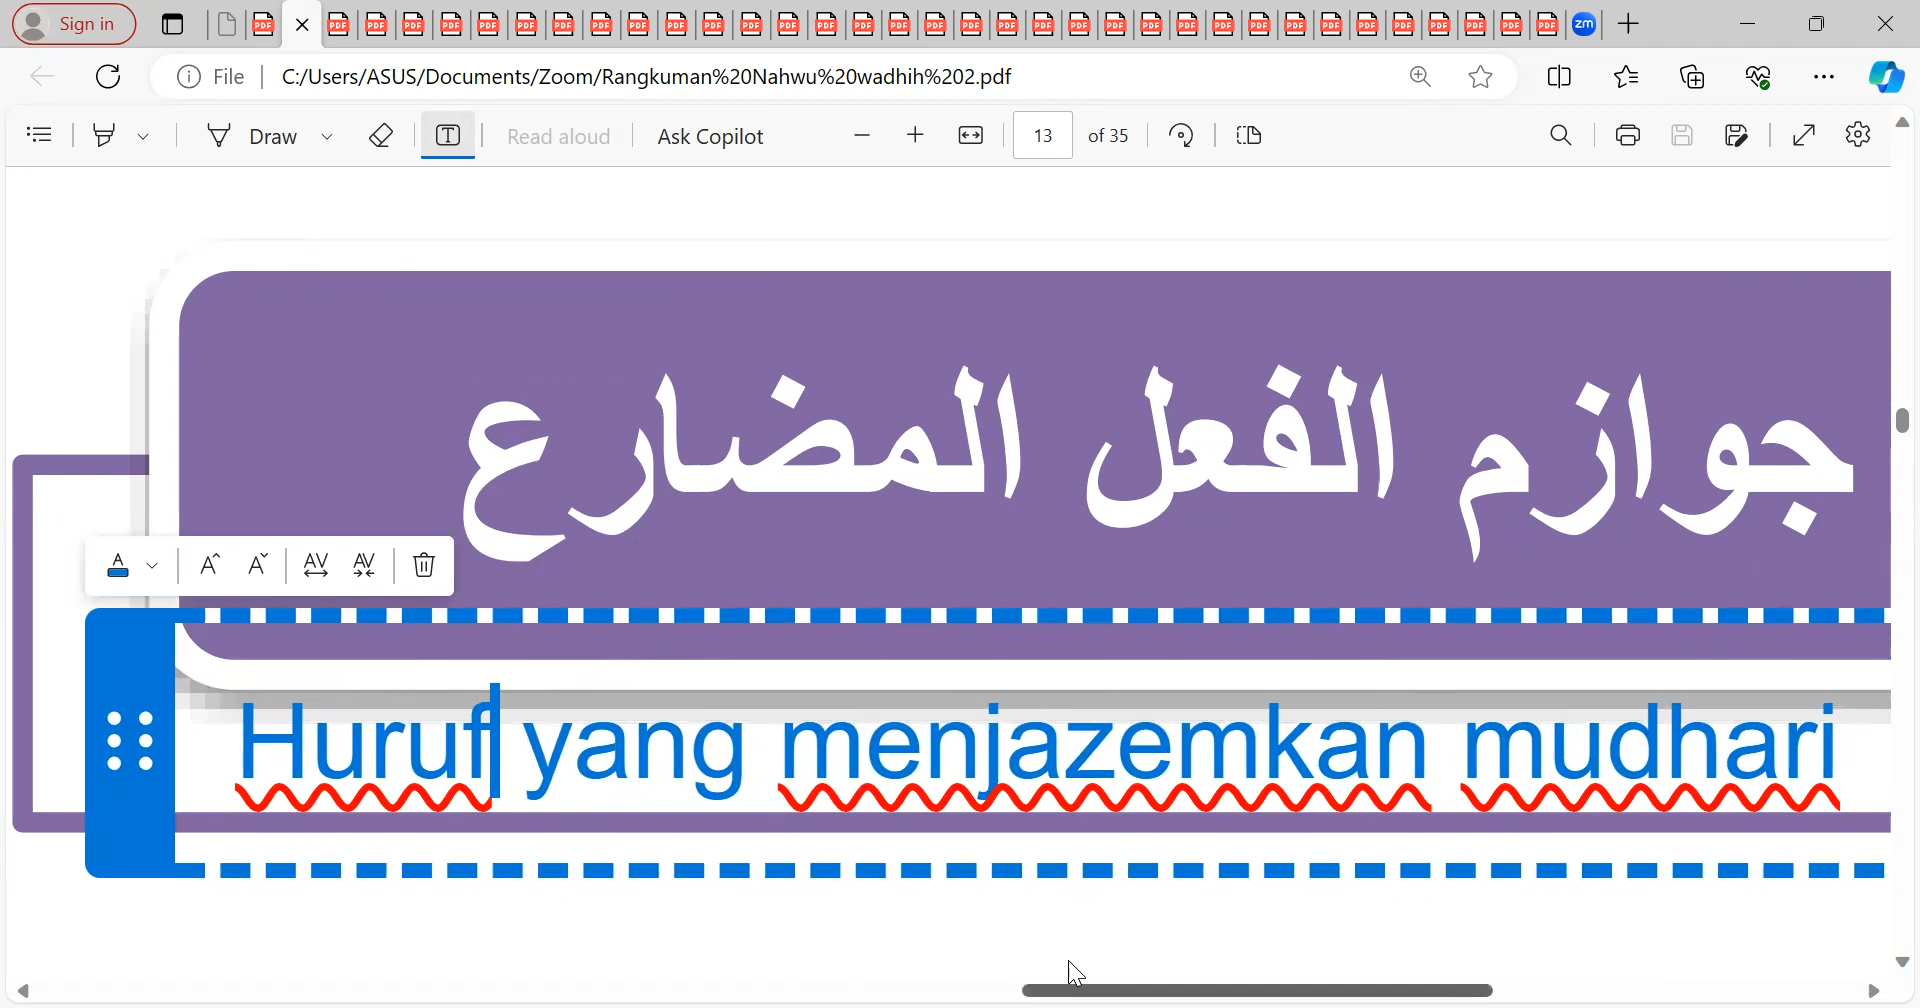 Sign in
File
C:/Users/ASUS/Documents/Zoom/Rangkuman%20Nahwu%20wadhih%202.pdf
Draw
Read aloud
Ask Copilot
13
of 35
جوازم الفعل المضارع
Huruf yang menjazemkan mudhari